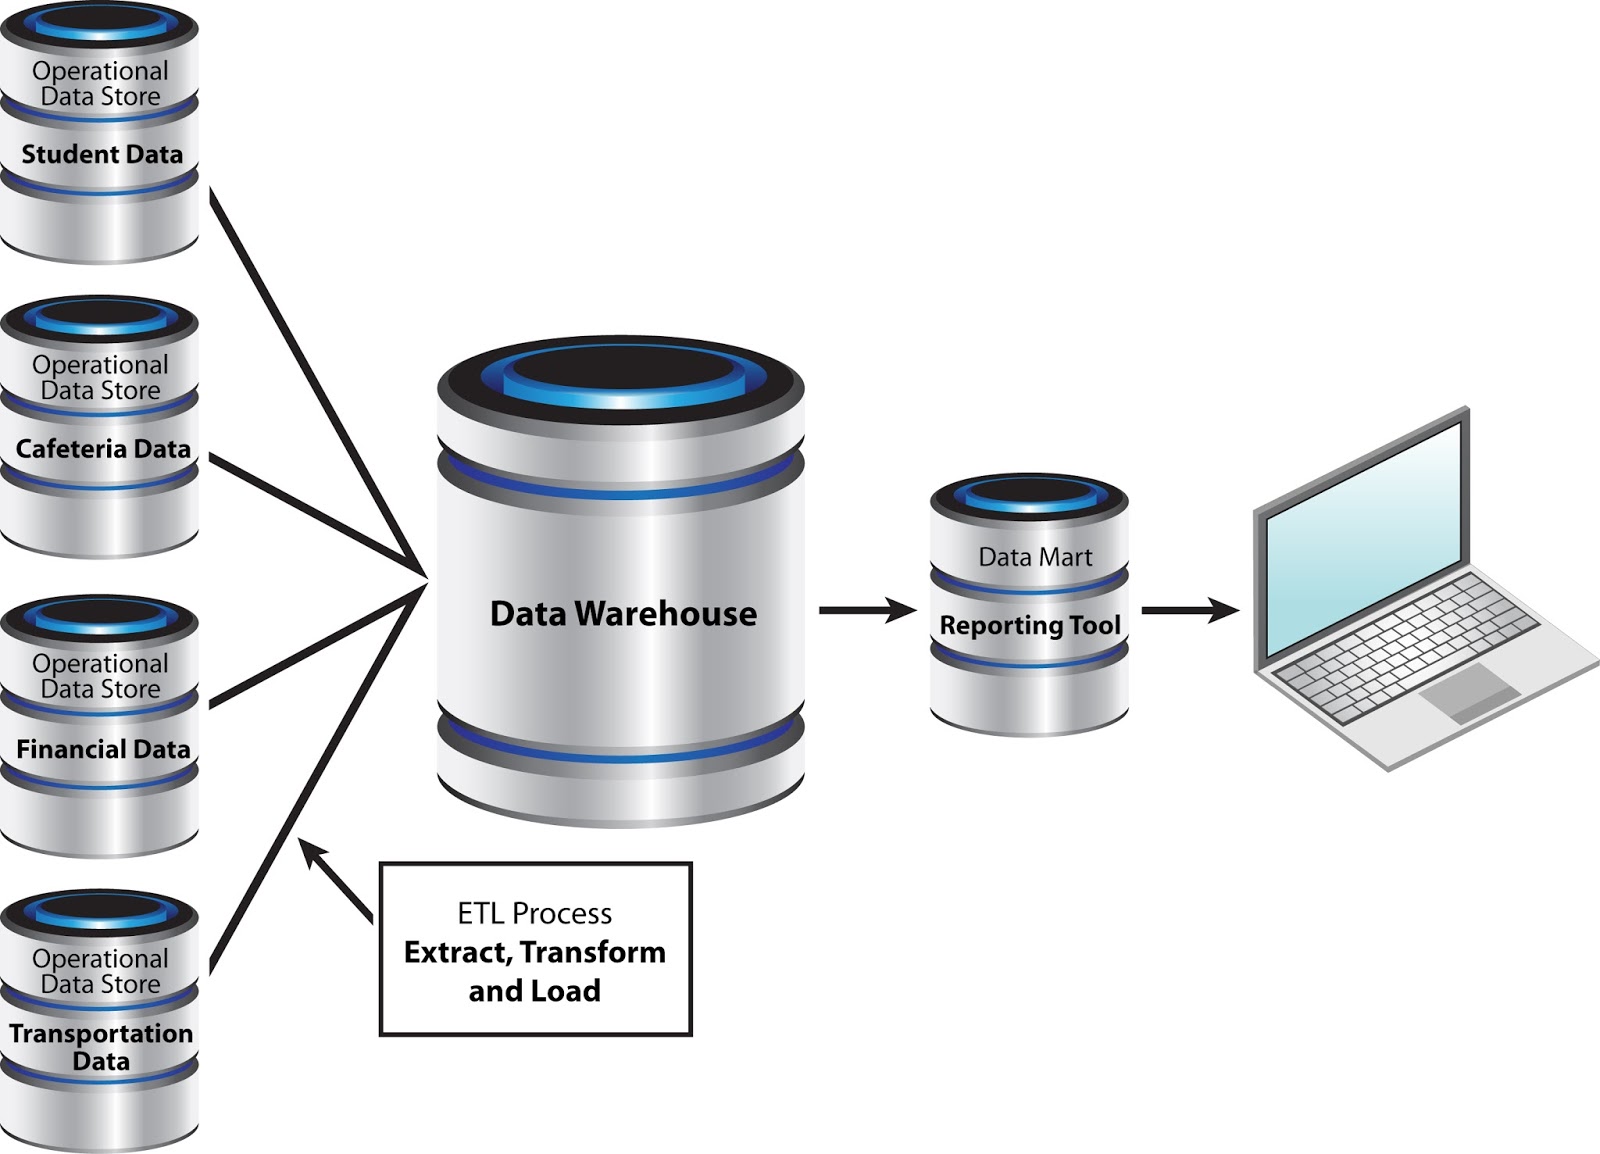 Operational
Data Store
Student Data
Operational
Data Store
Cafeteria Data
Operational
Data Store
Financial Data
Operational
Data Store
Transportation
Data
Data Warehouse
ETL Process
Extract, Transform
and Load
Data Mart
Reporting Tool